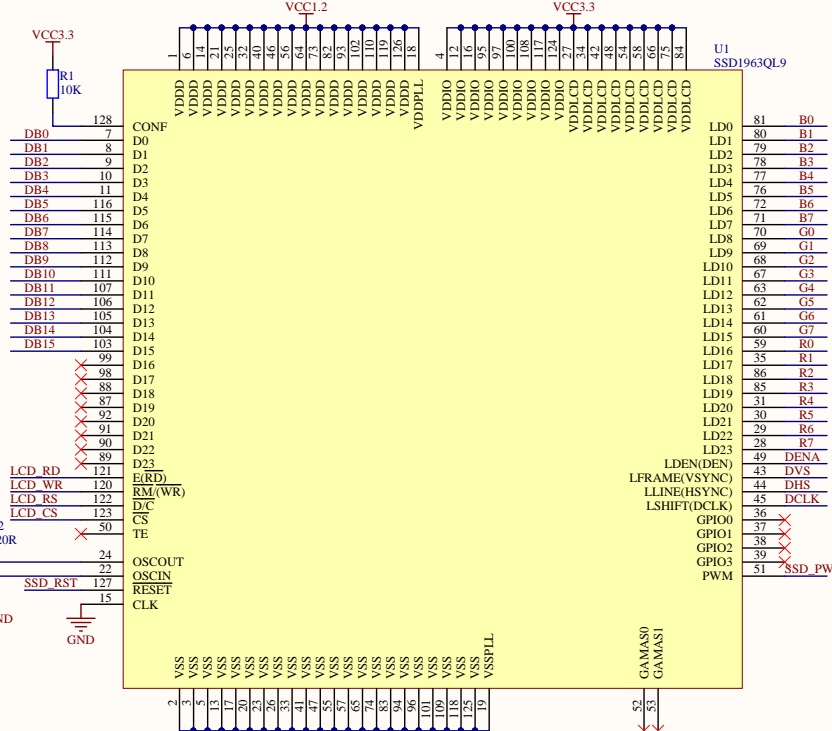 VCC1.2
VCC3.3
VCC3.3
U1
SSD1963QL9
R1
10K
1 6 14 21 25 32 40 46 56 64 73 82 93 102 10 19 126 18
4 12 16 95 97 100 108 117 124 27 34 42 48 54 58 66 75 84
VDDD VDDD VDDD VDDD VDDD VDDD VDDD VDDD VDDD VDDD VDDD VDDD VDDD VDDD VDDD VDDD VDDD VDDPLL
VDDIO VDDIO VDDIO VDDIO VDDIO VDDIO VDDIO VDDIO VDDIO VDDLCD VDDLCD VDDLCD VDDLCD VDDLCD VDDLCD VDDLCD VDDLCD VDDLCD
128 CONF LD0 81 B0
DB0 7 D0 LD1 80 B1
DB1 8 D1 LD2 79 B2
DB2 9 D2 LD3 78 B3
DB3 10 D3 LD4 77 B4
DB4 11 D4 LD5 76 B5
DB5 116 D5 LD6 72 B6
DB6 115 D6 LD7 71 B7
DB7 114 D7 LD8 70 G0
DB8 113 D8 LD9 69 G1
DB9 112 D9 LD10 68 G2
DB10 111 D10 LD11 67 G3
DB11 107 D11 LD12 63 G4
DB12 106 D12 LD13 62 G5
DB13 105 D13 LD14 61 G6
DB14 104 D14 LD15 60 G7
DB15 103 D15 LD16 59 R0
99 D16 LD17 35 R1
98 D17 LD18 86 R2
88 D18 LD19 85 R3
87 D19 LD20 31 R4
92 D20 LD21 30 R5
91 D21 LD22 29 R6
90 D22 LD23 28 R7
89 D23 LDEN(DEN) 49 DENA
LCD_RD 121 E(RD) LFRAME(VSYNC) 43 DVS
LCD_WR 120 RM/(WR) LLINE(HSYNC) 44 DHS
LCD_RS 122 D/C LSHIFT(DCLK) 45 DCLK
LCD_CS 123 CS GPIO0 36
2 50 TE GPIO1 37
0R GPIO2 38
24 OSCOUT GPIO3 39
22 OSCIN PWM 51 SSD_PW
SSD_RST 127 RESET
15 CLK
ND
GND
VSS VSS VSS VSS VSS VSS VSS VSS VSS VSS VSS VSS VSS VSS VSS VSS VSS VSS VSS VSS VSS VSS VSSPLL
GAMAS0 GAMAS1
2 3 5 13 17 20 23 26 33 41 47 55 57 65 74 83 94 96 101 109 118 125 19
52 53